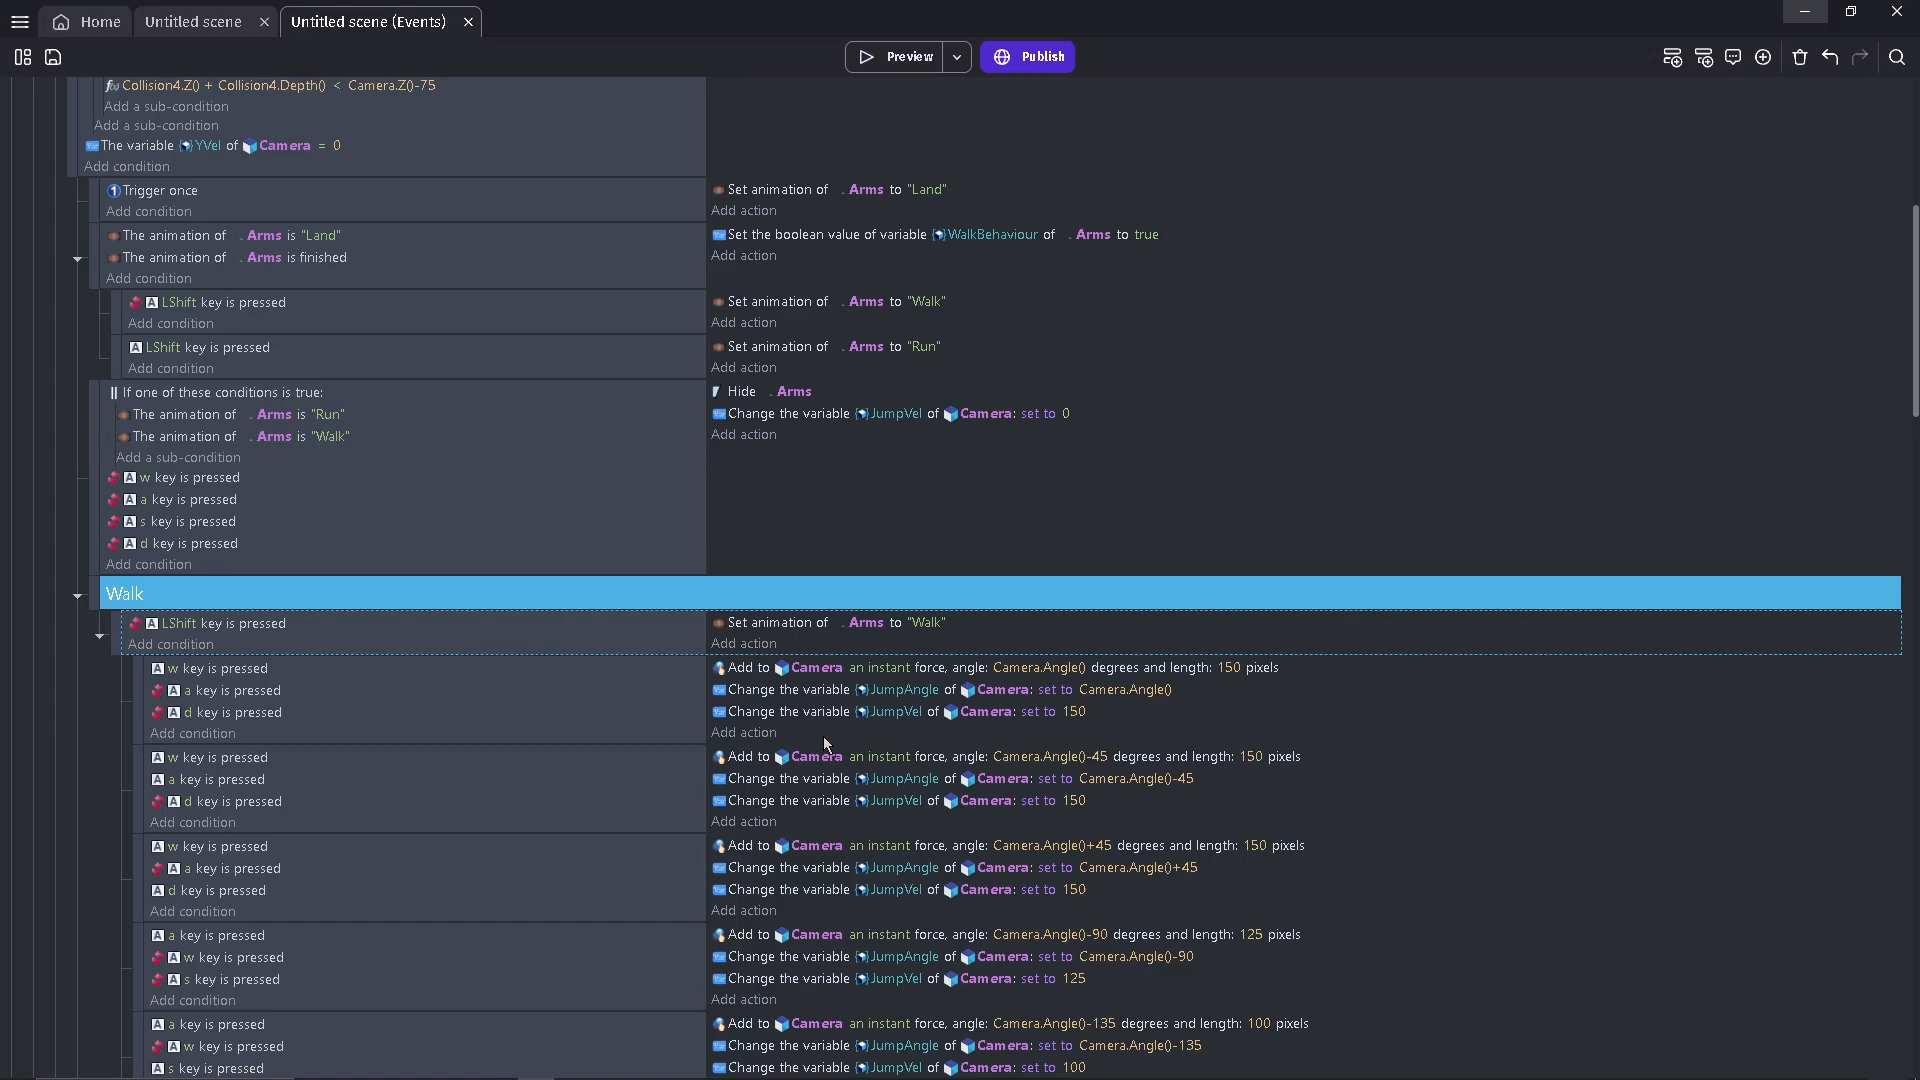 Home
Untitled scene
Untitled scene (Events)
Preview
Publish
Collision4.Z() + Collision4.Depth() < Camera.Z()-75
Add a sub-condition
Add a sub-condition
The variable YVel of Camera = 0
Add condition
Trigger once
Set animation of Arms to "Land"
Add condition
Add action
The animation of Arms is "Land"
Set the boolean value of variable WalkBehaviour of Arms to true
The animation of Arms is finished
Add action
Add condition
A LShift key is pressed
Set animation of Arms to "Walk"
Add condition
Add action
A LShift key is pressed
Set animation of Arms to "Run"
Add condition
Add action
If one of these conditions is true:
Hide Arms
The animation of Arms is "Run"
Change the variable JumpVel of Camera: set to 0
The animation of Arms is "Walk"
Add action
Add a sub-condition
A w key is pressed
A a key is pressed
A s key is pressed
A d key is pressed
Add condition
Walk
A LShift key is pressed
Set animation of Arms to "Walk"
Add condition
Add action
A w key is pressed
Add to Camera an instant force, angle: Camera.Angle() degrees and length: 150 pixels
A a key is pressed
Change the variable JumpAngle of Camera: set to Camera.Angle()
A d key is pressed
Change the variable JumpVel of Camera: set to 150
Add condition
Add action
A w key is pressed
Add to Camera an instant force, angle: Camera.Angle()-45 degrees and length: 150 pixels
A a key is pressed
Change the variable JumpAngle of Camera: set to Camera.Angle()-45
A d key is pressed
Change the variable JumpVel of Camera: set to 150
Add condition
Add action
A w key is pressed
Add to Camera an instant force, angle: Camera.Angle()+45 degrees and length: 150 pixels
A a key is pressed
Change the variable JumpAngle of Camera: set to Camera.Angle()+45
A d key is pressed
Change the variable JumpVel of Camera: set to 150
Add condition
Add action
A a key is pressed
Add to Camera an instant force, angle: Camera.Angle()-90 degrees and length: 125 pixels
A w key is pressed
Change the variable JumpAngle of Camera: set to Camera.Angle()-90
A s key is pressed
Change the variable JumpVel of Camera: set to 125
Add condition
Add action
A a key is pressed
Add to Camera an instant force, angle: Camera.Angle()-135 degrees and length: 100 pixels
A w key is pressed
Change the variable JumpAngle of Camera: set to Camera.Angle()-135
A s key is pressed
Change the variable JumpVel of Camera: set to 100